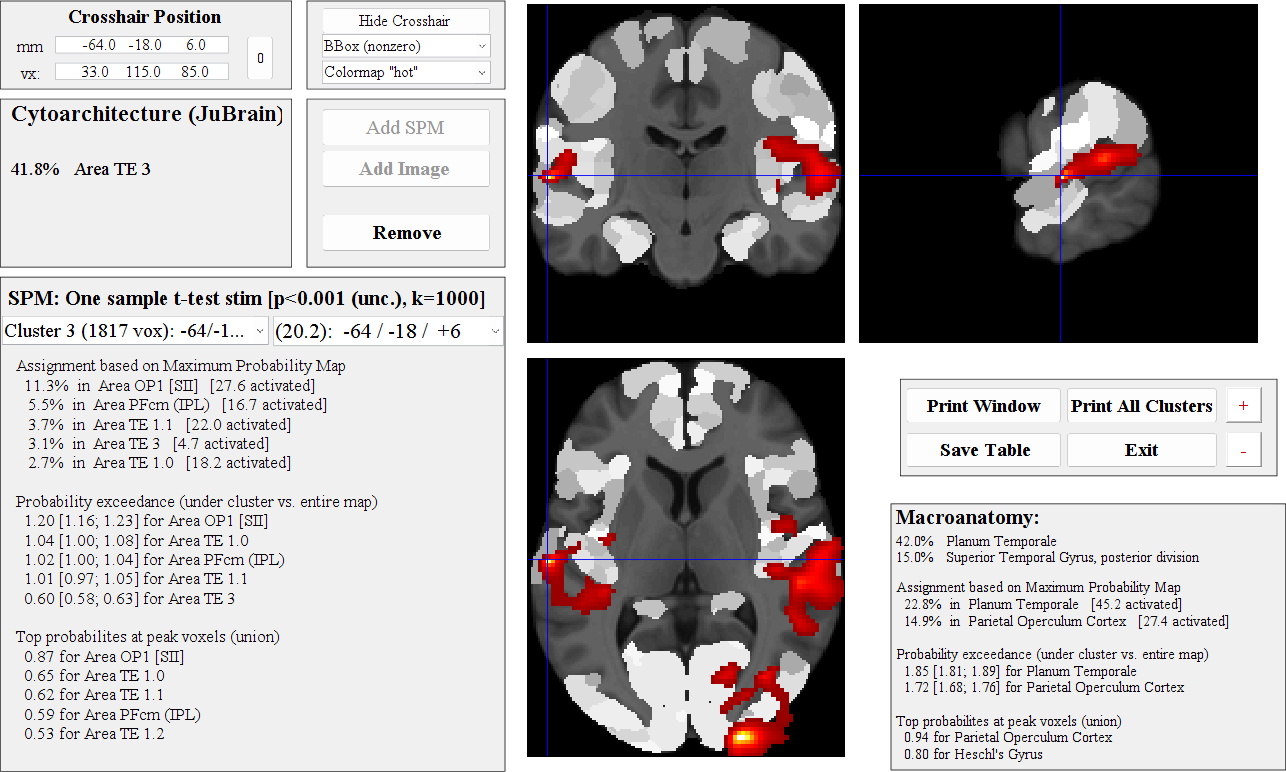 Crosshair Position
mm -64.0 -18.0 6.0
vx: 33.0 115.0 85.0
0
Hide Crosshair
BBox (nonzero)
Colormap "hot"
Cytoarchitecture (JuBrain)
41.8% Area TE 3
Add SPM
Add Image
Remove
SPM: One sample t-test stim [p<0.001 (unc.), k=1000]
Cluster 3 (1817 vox): -64/-1... (20.2): -64 / -18 / +6
Assignment based on Maximum Probability Map
11.3% in Area OP1 [SII] [27.6 activated]
5.5% in Area PFcm (IPL) [16.7 activated]
3.7% in Area TE 1.1 [22.0 activated]
3.1% in Area TE 3 [4.7 activated]
2.7% in Area TE 1.0 [18.2 activated]
Probability exceedance (under cluster vs. entire map)
1.20 [1.16; 1.23] for Area OP1 [SII]
1.04 [1.00; 1.08] for Area TE 1.0
1.02 [1.00; 1.04] for Area PFcm (IPL)
1.01 [0.97; 1.05] for Area TE 1.1
0.60 [0.58; 0.63] for Area TE 3
Top probabilites at peak voxels (union)
0.87 for Area OP1 [SII]
0.65 for Area TE 1.0
0.62 for Area TE 1.1
0.59 for Area PFcm (IPL)
0.53 for Area TE 1.2
Print Window Print All Clusters +
Save Table Exit -
Macroanatomy:
42.0% Planum Temporale
15.0% Superior Temporal Gyrus, posterior division
Assignment based on Maximum Probability Map
22.8% in Planum Temporale [45.2 activated]
14.9% in Parietal Operculum Cortex [27.4 activated]
Probability exceedance (under cluster vs. entire map)
1.85 [1.81; 1.89] for Planum Temporale
1.72 [1.68; 1.76] for Parietal Operculum Cortex
Top probabilites at peak voxels (union)
0.94 for Parietal Operculum Cortex
0.80 for Heschl's Gyrus